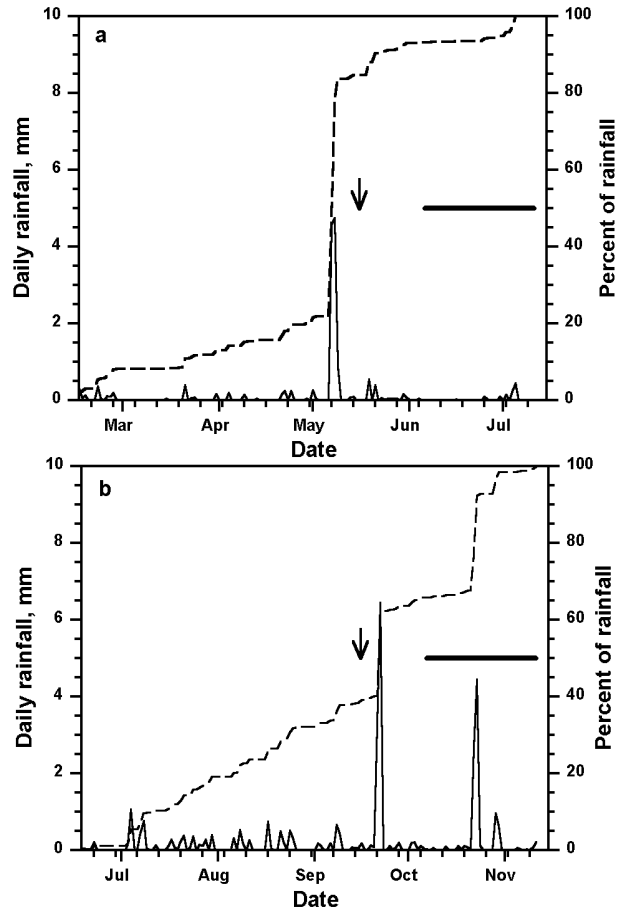 a
10
8
6
4
2
0
Daily rainfall, mm
100
80
60
40
20
0
Percent of rainfall
Mar Apr May Jun Jul
Date
b
10
8
6
4
2
0
Daily rainfall, mm
100
80
60
40
20
0
Percent of rainfall
Jul Aug Sep Oct Nov
Date